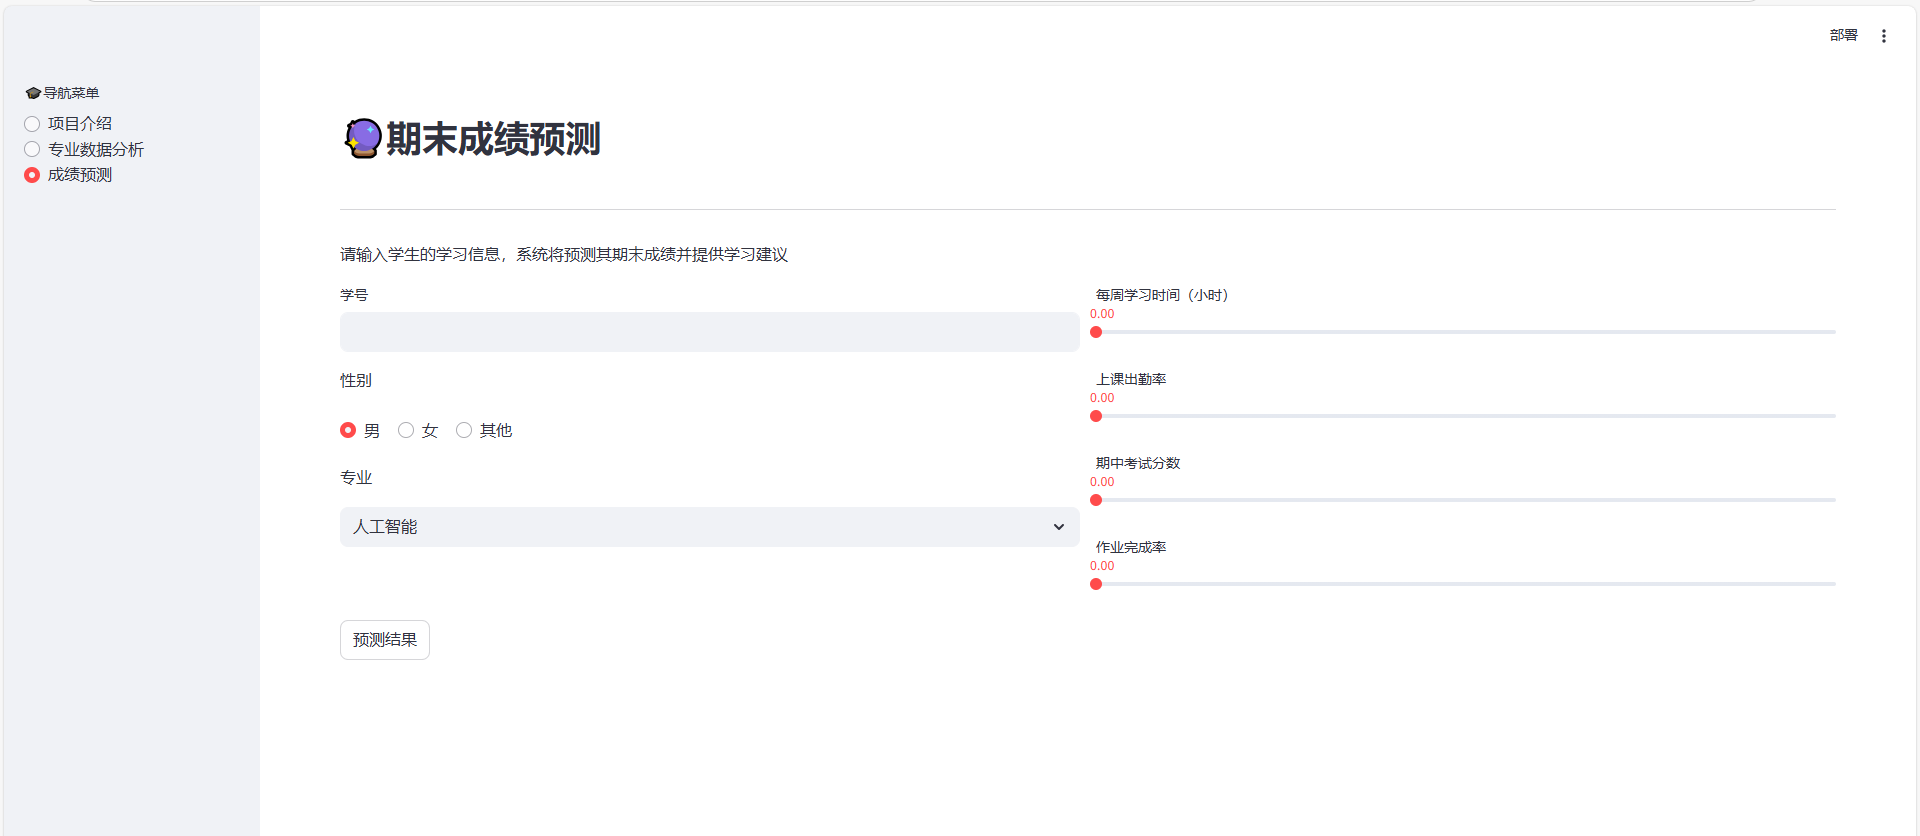 部署
导航菜单
项目介绍
专业数据分析
成绩预测
期末成绩预测
请输入学生的学习信息，系统将预测其期末成绩并提供学习建议
学号
性别
男 女 其他
专业
人工智能
每周学习时间（小时）
0.00
上课出勤率
0.00
期中考试分数
0.00
作业完成率
0.00
预测结果